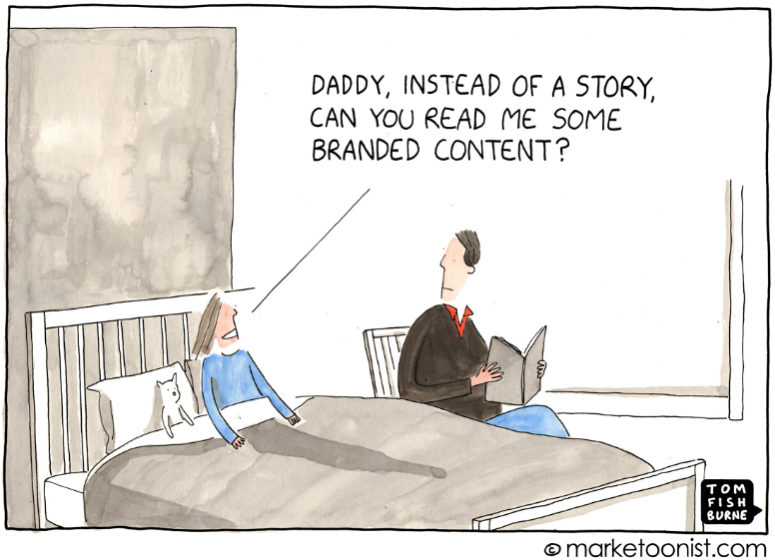 DADDY, INSTEAD OF A STORY,
CAN YOU READ ME SOME
BRANDED CONTENT?
TOM
FISH
BURNE
© marketoonist.com